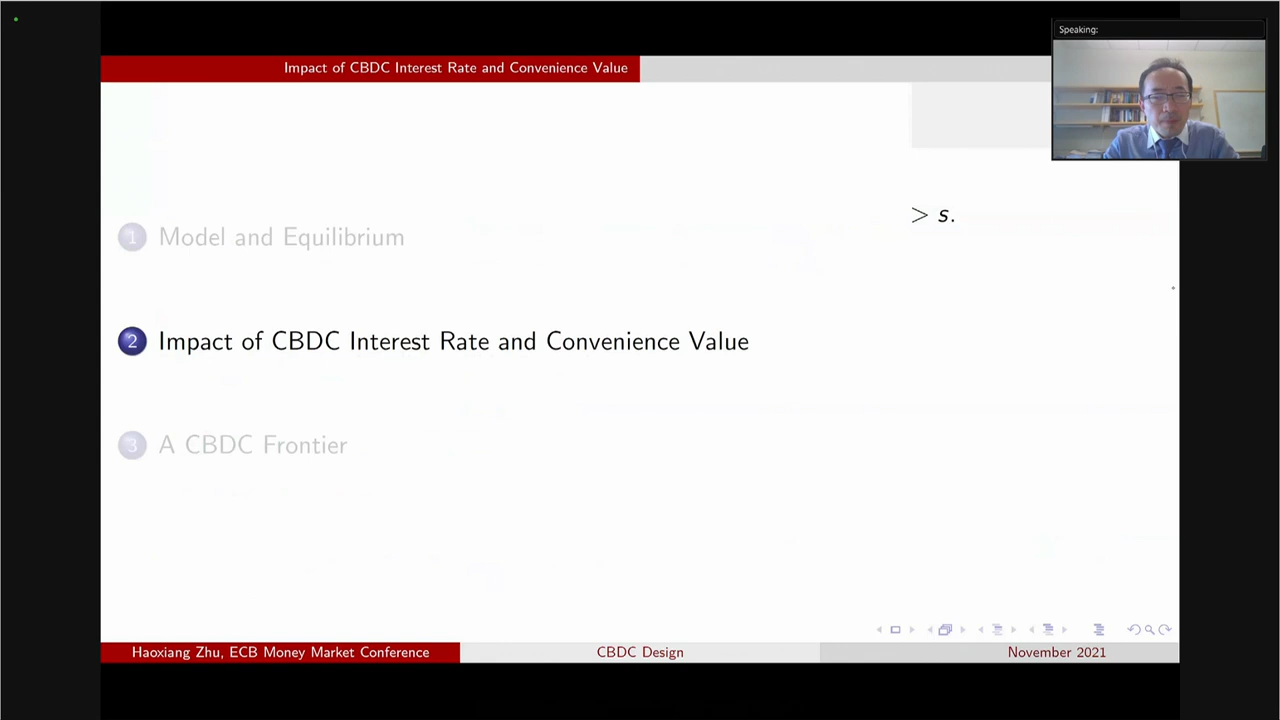 Speaking:
Impact of CBDC Interest Rate and Convenience Value
> s.
1 Model and Equilibrium
2 Impact of CBDC Interest Rate and Convenience Value
3 A CBDC Frontier
Haoxiang Zhu, ECB Money Market Conference
CBDC Design
November 2021